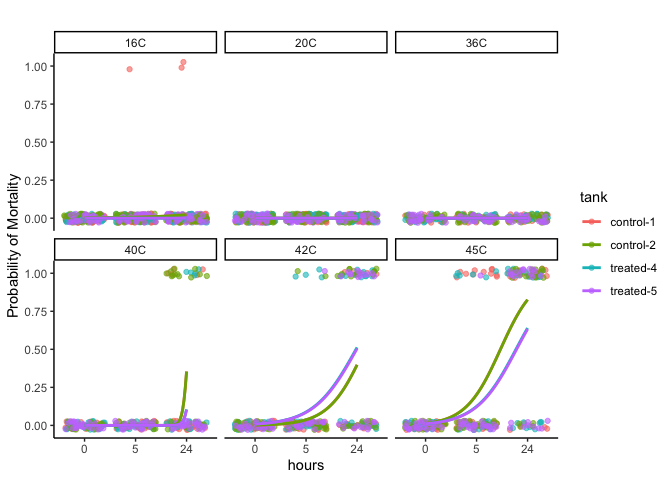 16C 20C 36C
1.00
0.75
0.50
0.25
0.00
Probability of Mortality
40C 42C 45C
1.00
0.75
0.50
0.25
0.00
0 5 24 0 5 24 0 5 24
hours
tank
control-1
control-2
treated-4
treated-5